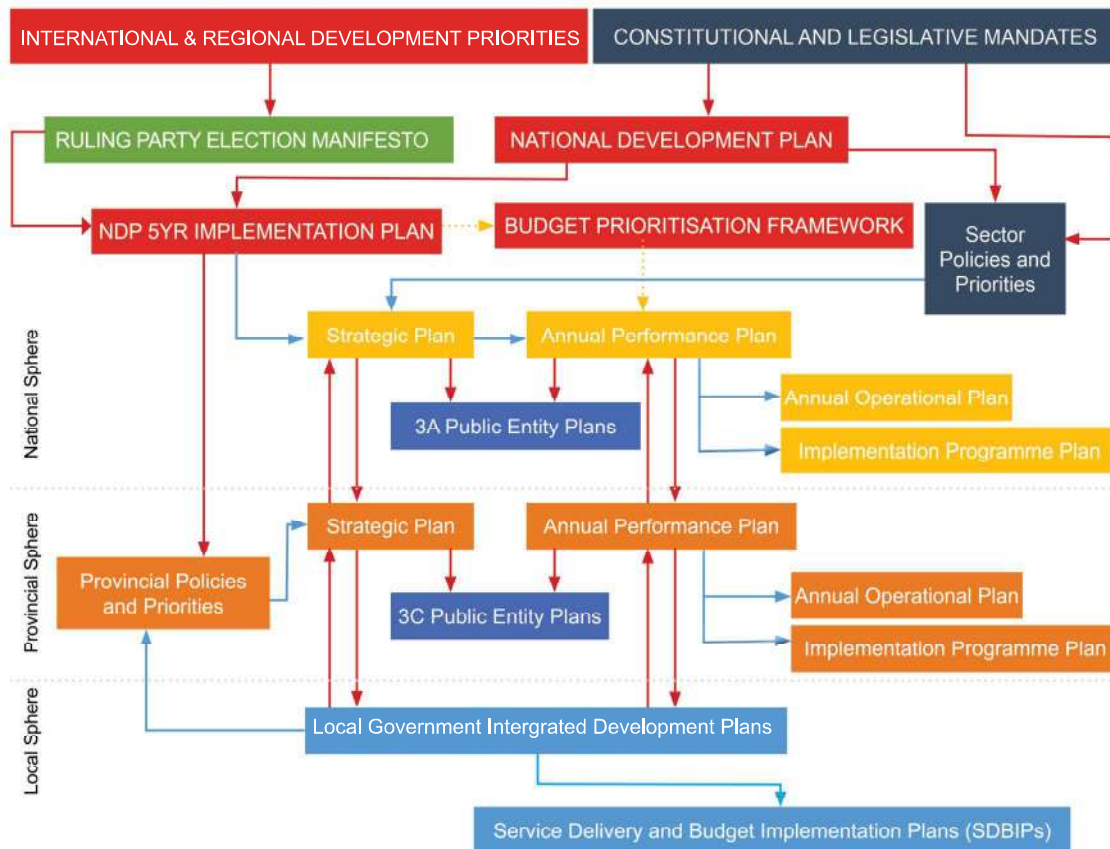 INTERNATIONAL & REGIONAL DEVELOPMENT PRIORITIES
CONSTITUTIONAL AND LEGISLATIVE MANDATES
RULING PARTY ELECTION MANIFESTO
NATIONAL DEVELOPMENT PLAN
NDP 5YR IMPLEMENTATION PLAN
BUDGET PRIORITISATION FRAMEWORK
Sector
Policies and
Priorities
National Sphere
Strategic Plan
Annual Performance Plan
Annual Operational Plan
3A Public Entity Plans
Implementation Programme Plan
Provincial Sphere
Strategic Plan
Annual Performance Plan
Provincial Policies
and Priorities
Annual Operational Plan
3C Public Entity Plans
Implementation Programme Plan
Local Sphere
Local Government Intergrated Development Plans
Service Delivery and Budget Implementation Plans (SDBIPs)